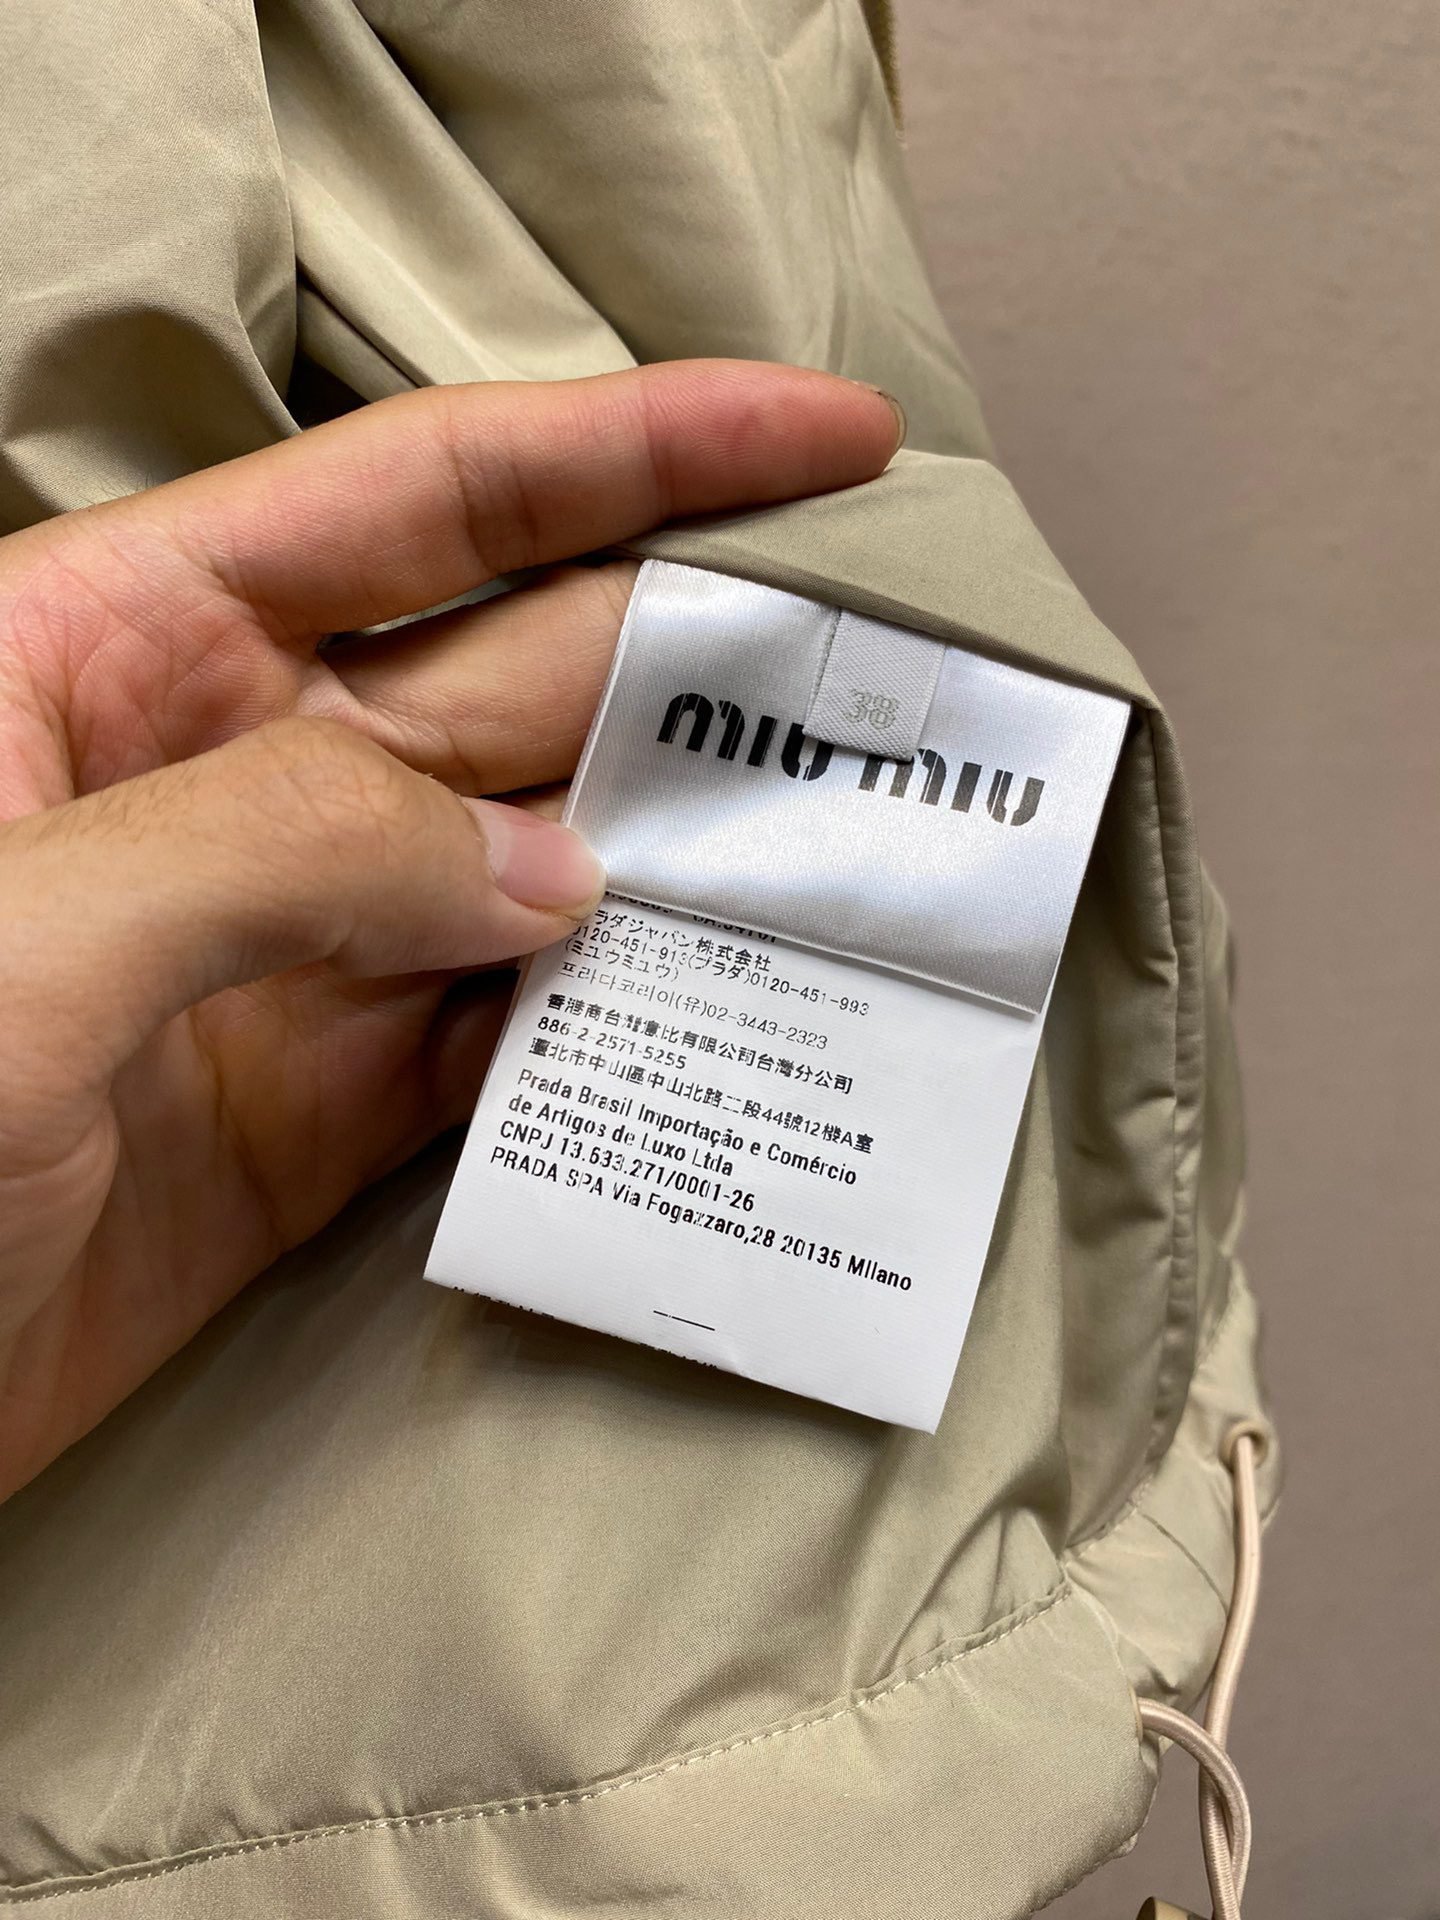 38
miu miu
ラダジャパン株式会社
0120-451-913(プラダ)0120-451-993
(ミュウミュウ)
프라다코리아(유)02-3443-2323
香港商台灣意比有限公司台灣分公司
886-2-2571-5255
臺北市中山區中山北路二段44號12樓A室
Prada Brasil Importação e Comércio
de Artigos de Luxo Ltda
CNPJ 13.633.271/0001-26
PRADA SPA Via Fogazzaro,28 20135 Milano